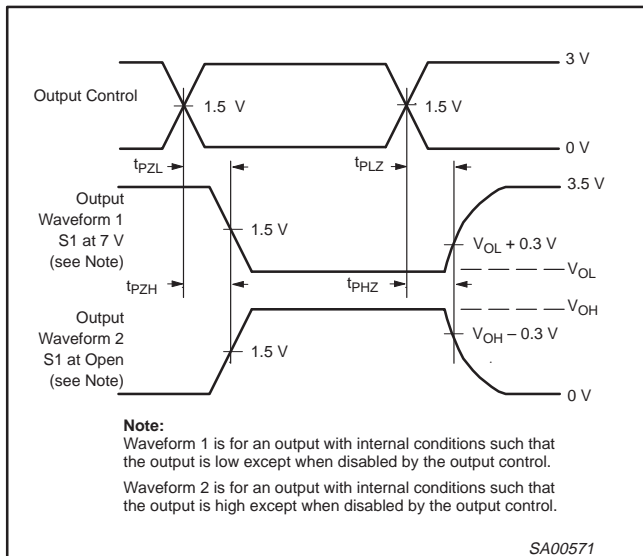 3 V
Output Control
1.5 V
1.5 V
0 V
tPZL
tPLZ
3.5 V
Output
Waveform 1
S1 at 7 V
(see Note)
1.5 V
VOL + 0.3 V
VOL
tPZH
tPHZ
VOH
Output
Waveform 2
S1 at Open
(see Note)
1.5 V
VOH – 0.3 V
0 V
Note:
Waveform 1 is for an output with internal conditions such that
the output is low except when disabled by the output control.
Waveform 2 is for an output with internal conditions such that
the output is high except when disabled by the output control.
SA00571